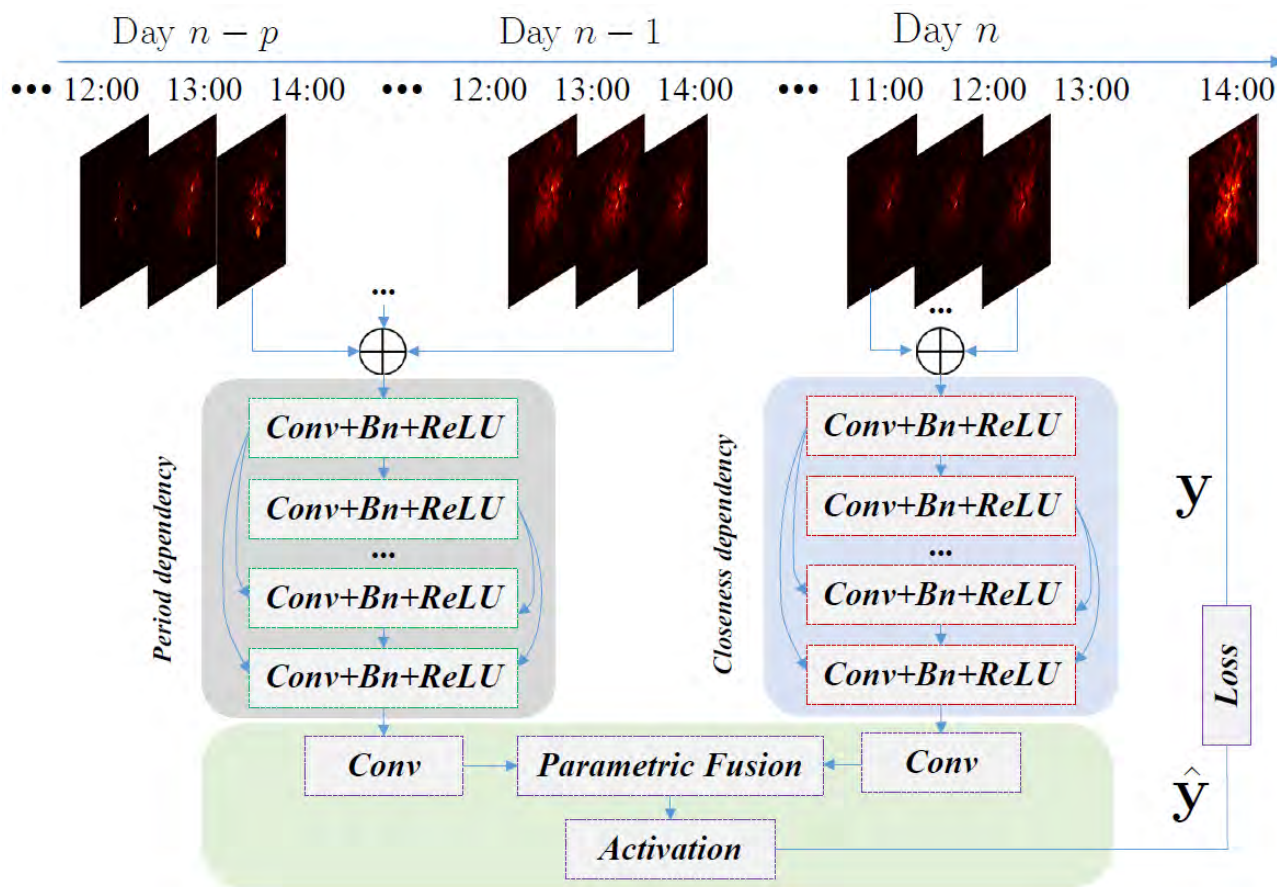 Day n − p Day n − 1 Day n
••• 12:00 13:00 14:00 ••• 12:00 13:00 14:00 ••• 11:00 12:00 13:00 14:00
... ...
Conv+Bn+ReLU Conv+Bn+ReLU
Conv+Bn+ReLU Conv+Bn+ReLU
... ...
Conv+Bn+ReLU Conv+Bn+ReLU
Conv+Bn+ReLU Conv+Bn+ReLU
Period dependency
Closeness dependency
y
Loss
ŷ
Conv Parametric Fusion Conv
Activation